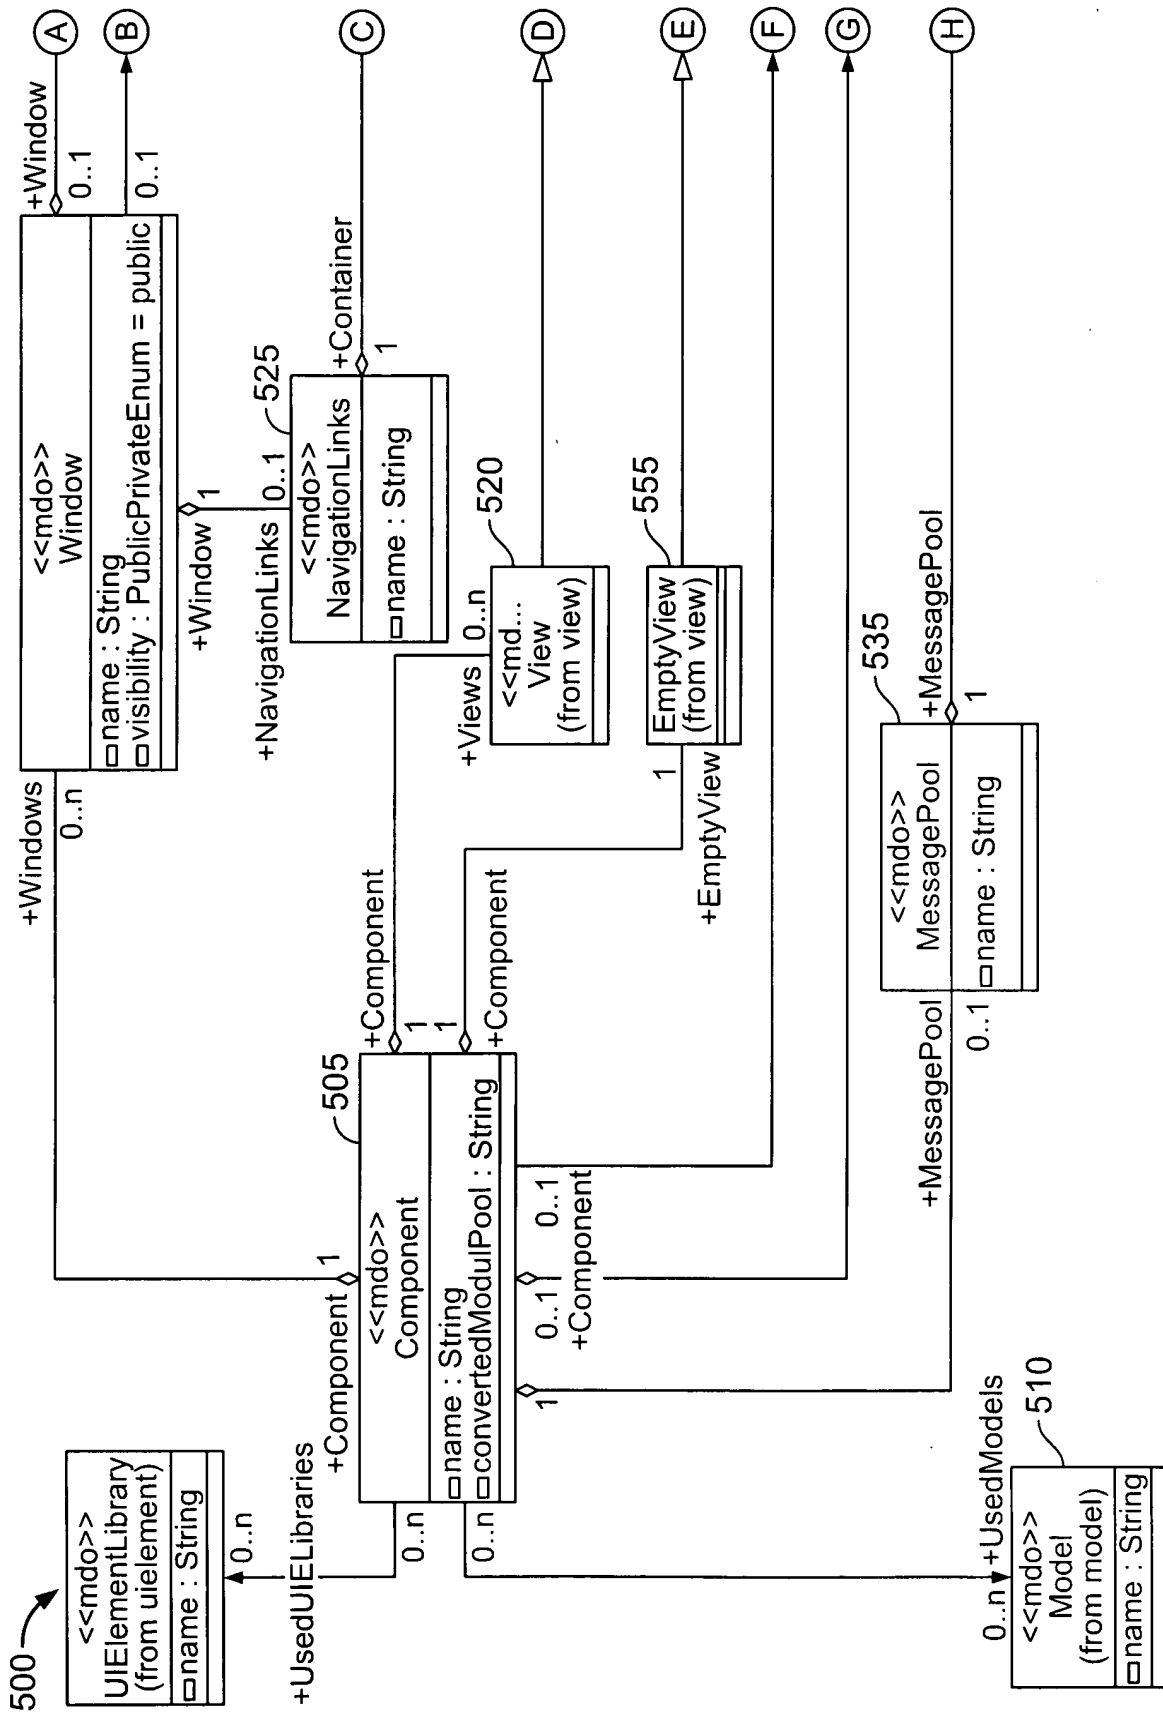 500
<<mdo>>
UIElementLibrary
(from uielement)
name : String
0..n
+UsedUIELibraries
0..n
+Component
1
505
<<mdo>>
Component
name : String
convertedModulPool : String
0..n
0..n
+UsedModels
510
<<mdo>>
Model
(from model)
name : String
1
0..1
+Component
0..1
+Component
1
1
+Component
+Windows
0..n
<<mdo>>
Window
name : String
visibility : PublicPrivateEnum = public
+Window
0..1
A
0..1
B
+Window
1
+NavigationLinks
0..1
525
<<mdo>>
NavigationLinks
name : String
+Container
1
C
+Views
0..n
520
<<md...
View
(from view)
D
1
+EmptyView
555
EmptyView
(from view)
E
F
G
+MessagePool
0..1
535
<<mdo>>
MessagePool
name : String
+MessagePool
1
H